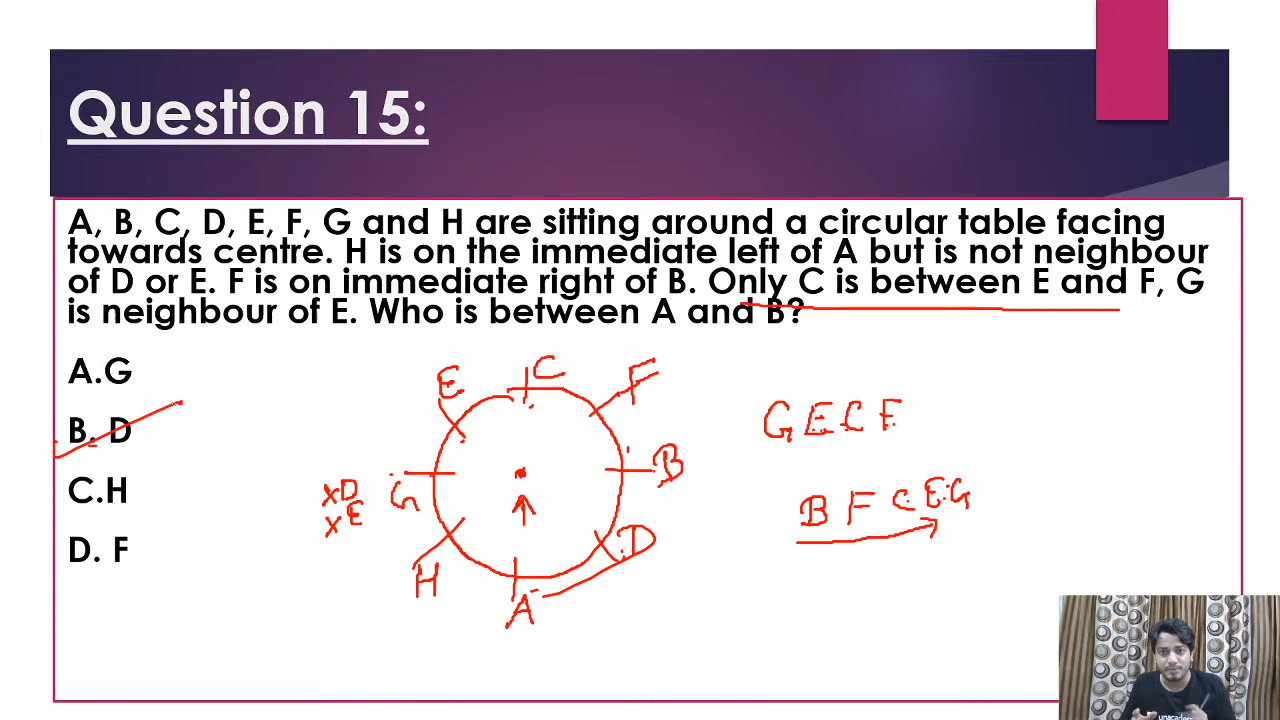 Question 15:
A, B, C, D, E, F, G and H are sitting around a circular table facing
towards centre. H is on the immediate left of A but is not neighbour
of D or E. F is on immediate right of B. Only C is between E and F, G
is neighbour of E. Who is between A and B?
A.G
B. D
C.H
D. F
E C F
G E C F
B
x D
x E
G
B F C E G
D
H
A